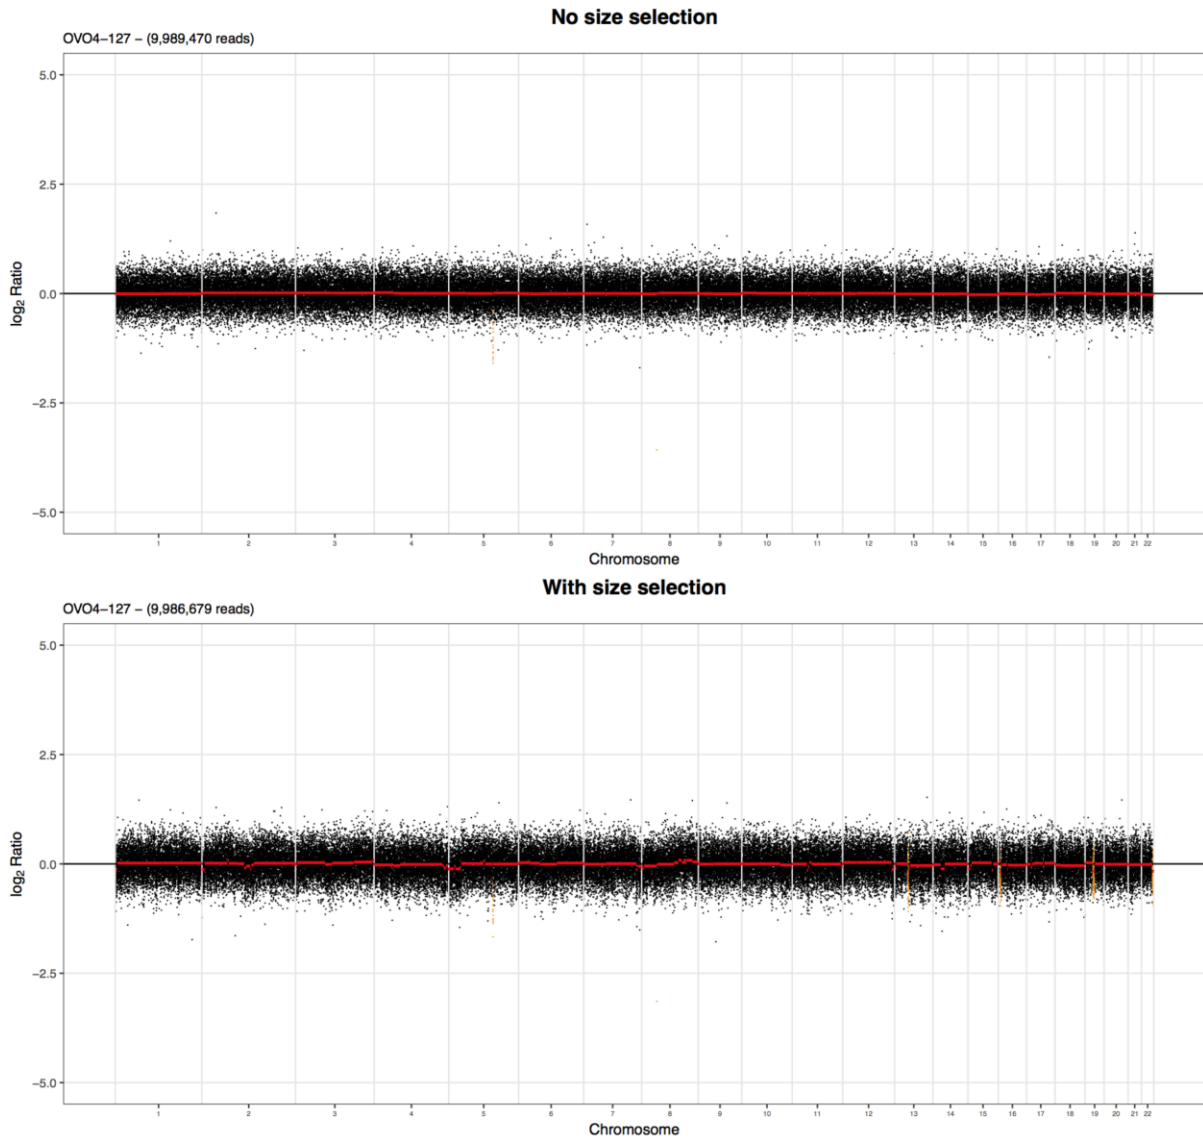 No size selection
OVO4–127 – (9,989,470 reads)
5.0
2.5
0.0
−2.5
−5.0
log2 Ratio
1 2 3 4 5 6 7 8 9 10 11 12 13 14 15 16 17 18 19 20 21 22
Chromosome
With size selection
OVO4–127 – (9,986,679 reads)
5.0
2.5
0.0
−2.5
−5.0
log2 Ratio
1 2 3 4 5 6 7 8 9 10 11 12 13 14 15 16 17 18 19 20 21 22
Chromosome